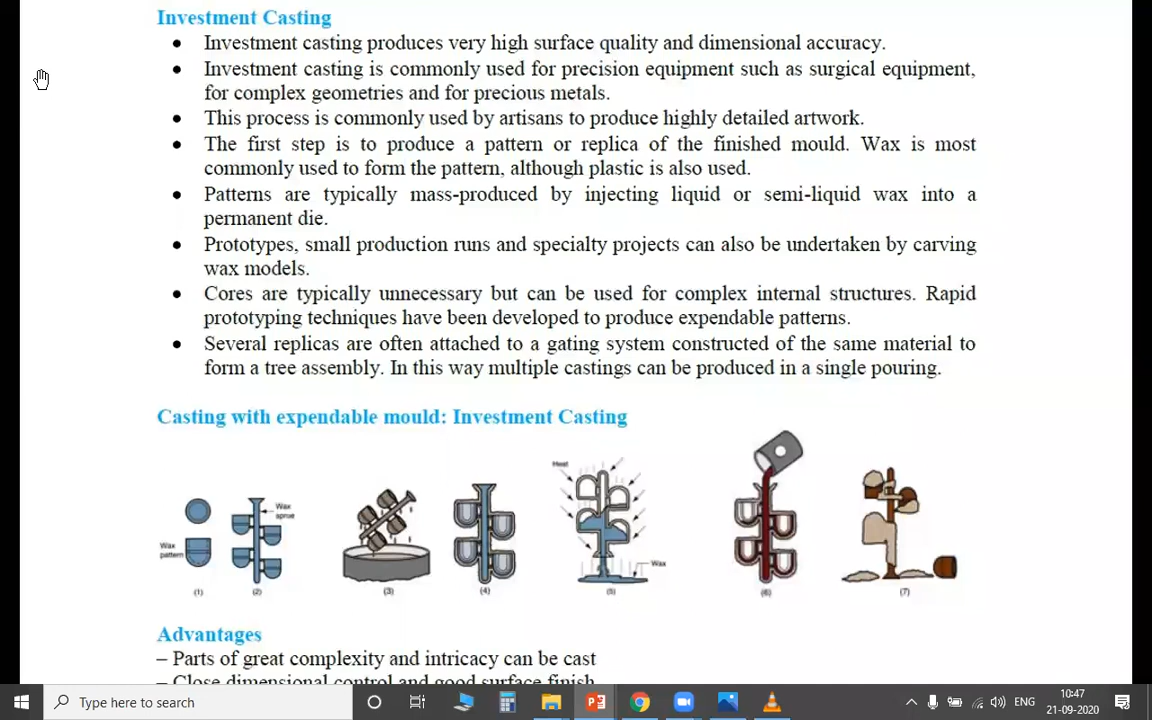 Investment Casting
• Investment casting produces very high surface quality and dimensional accuracy.
• Investment casting is commonly used for precision equipment such as surgical equipment,
for complex geometries and for precious metals.
• This process is commonly used by artisans to produce highly detailed artwork.
• The first step is to produce a pattern or replica of the finished mould. Wax is most
commonly used to form the pattern, although plastic is also used.
• Patterns are typically mass-produced by injecting liquid or semi-liquid wax into a
permanent die.
• Prototypes, small production runs and specialty projects can also be undertaken by carving
wax models.
• Cores are typically unnecessary but can be used for complex internal structures. Rapid
prototyping techniques have been developed to produce expendable patterns.
• Several replicas are often attached to a gating system constructed of the same material to
form a tree assembly. In this way multiple castings can be produced in a single pouring.
Casting with expendable mould: Investment Casting
Heat
Wax
sprue
Wax
pattern
Wax
(1) (2) (3) (4) (5) (6) (7)
Advantages
– Parts of great complexity and intricacy can be cast
– Close dimensional control and good surface finish
Type here to search
ENG
10:47
21-09-2020